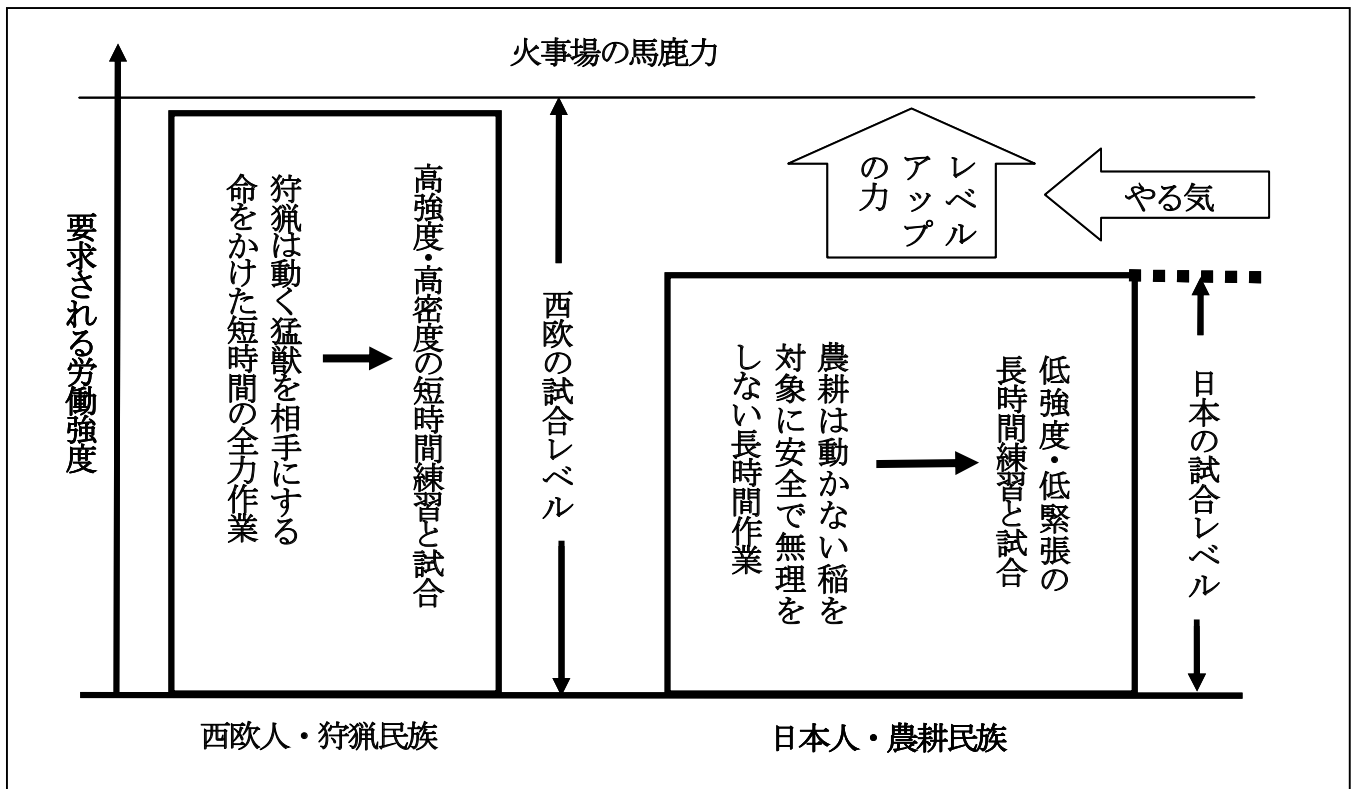 火事場の馬鹿力
要求される労働強度
狩猟は動く猛獣を相手にする
命をかけた短時間の全力作業
高強度・高密度の短時間練習と試合
西欧の試合レベル
レベル
アップ
の力
やる気
農耕は動かない稲を
対象に安全で無理を
しない長時間作業
低強度・低緊張の
長時間練習と試合
日本の試合レベル
西欧人・狩猟民族
日本人・農耕民族